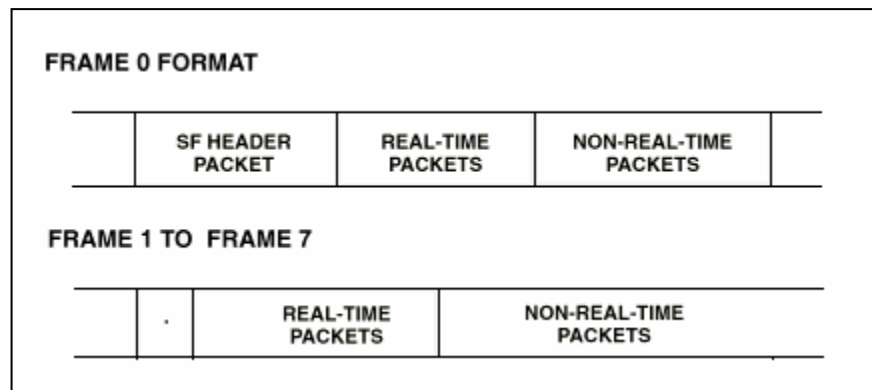 FRAME 0 FORMAT
SF HEADER
PACKET
REAL-TIME
PACKETS
NON-REAL-TIME
PACKETS
FRAME 1 TO FRAME 7
.
REAL-TIME
PACKETS
NON-REAL-TIME
PACKETS